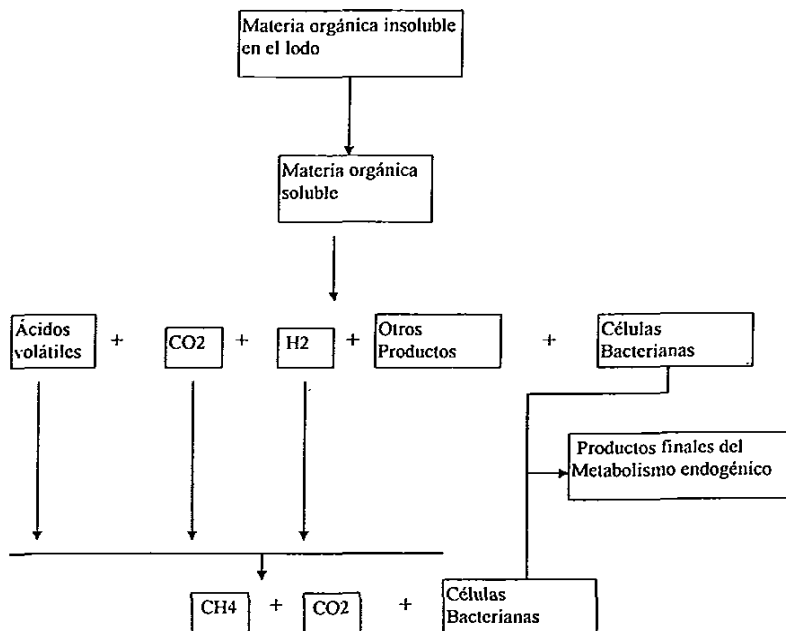 Materia orgánica insoluble
en el lodo
Materia orgánica
soluble
Ácidos
volátiles
+
CO2
+
H2
+
Otros
Productos
+
Células
Bacterianas
Productos finales del
Metabolismo endogénico
CH4
+
CO2
+
Células
Bacterianas